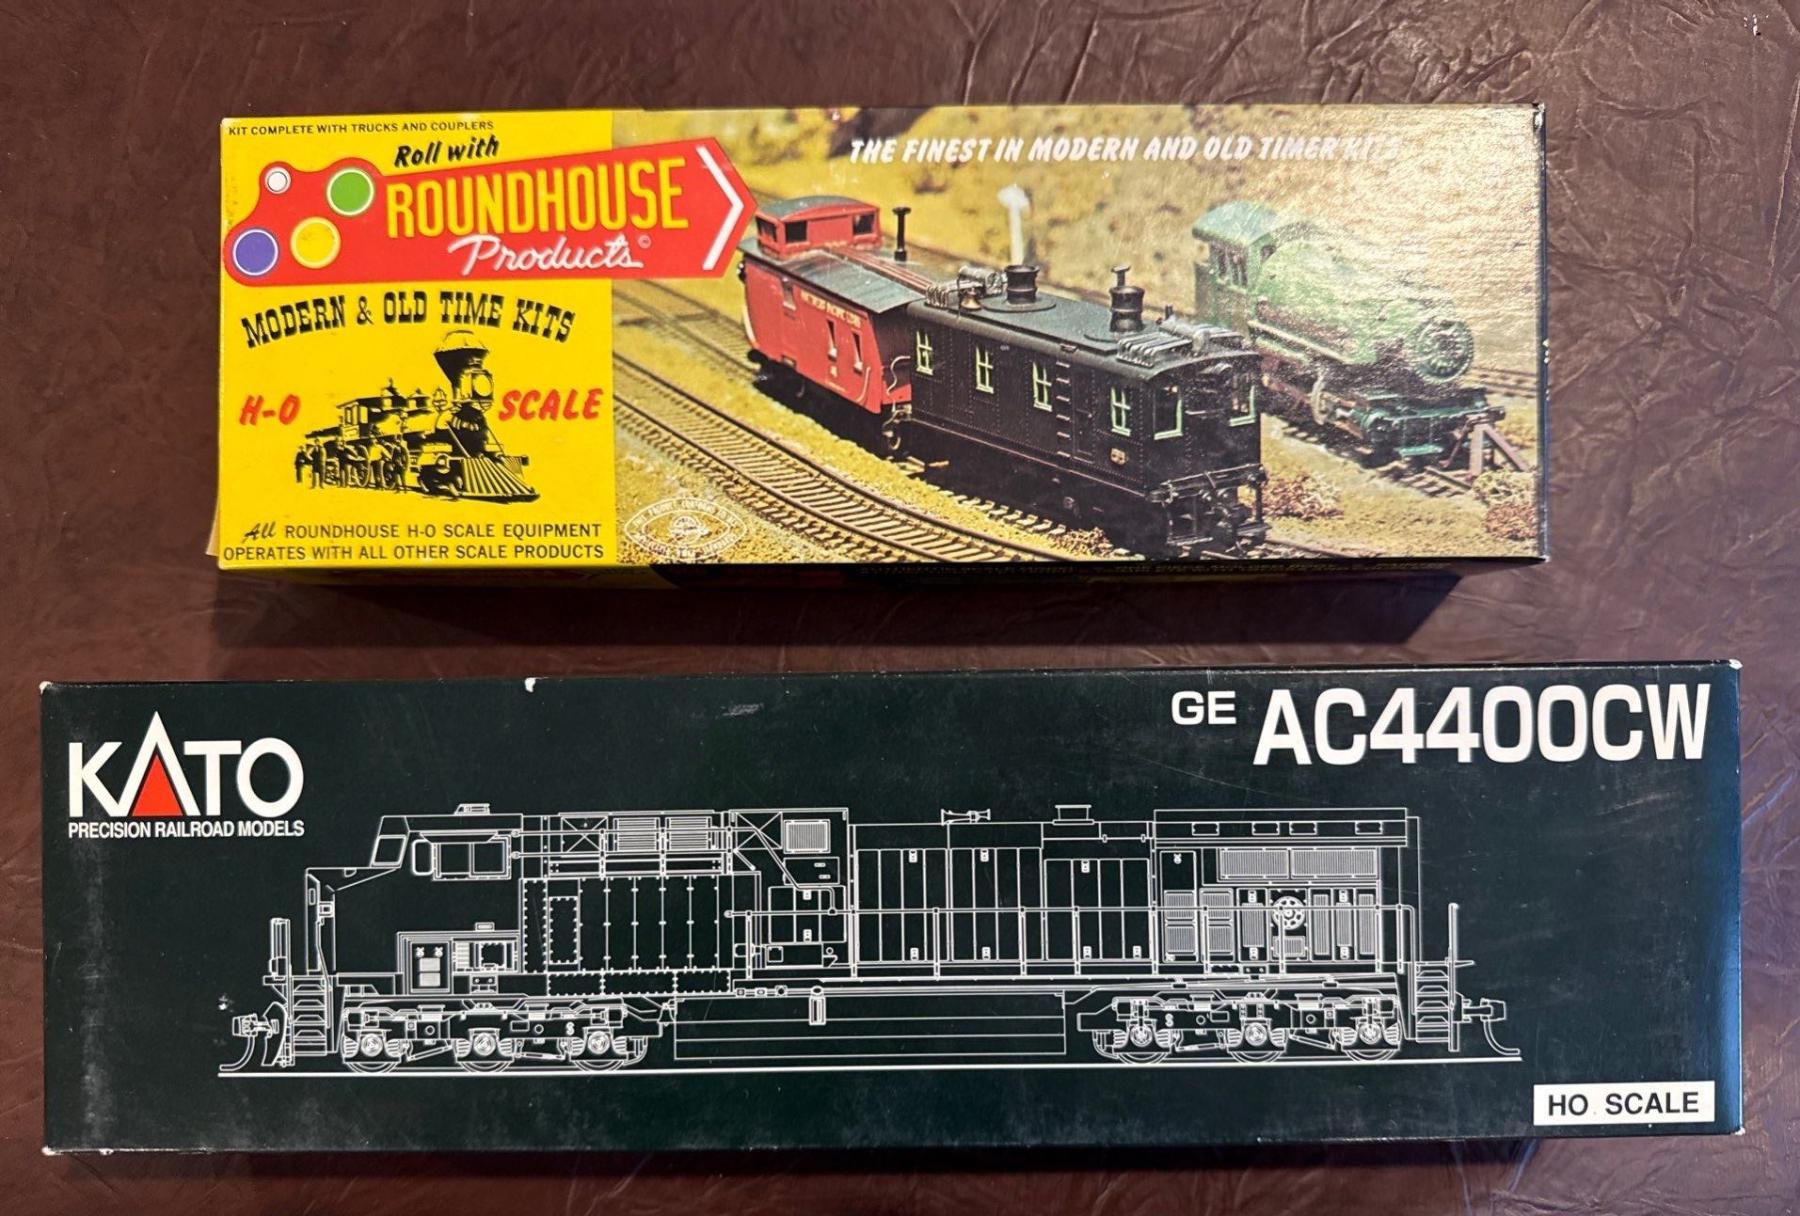 KIT COMPLETE WITH TRUCKS AND COUPLERS
Roll with
ROUNDHOUSE
Products©
MODERN & OLD TIME KITS
H-O SCALE
All ROUNDHOUSE H-O SCALE EQUIPMENT
OPERATES WITH ALL OTHER SCALE PRODUCTS
THE FINEST IN MODERN AND OLD TIMER KITS
KATO
PRECISION RAILROAD MODELS
GE AC4400CW
HO SCALE